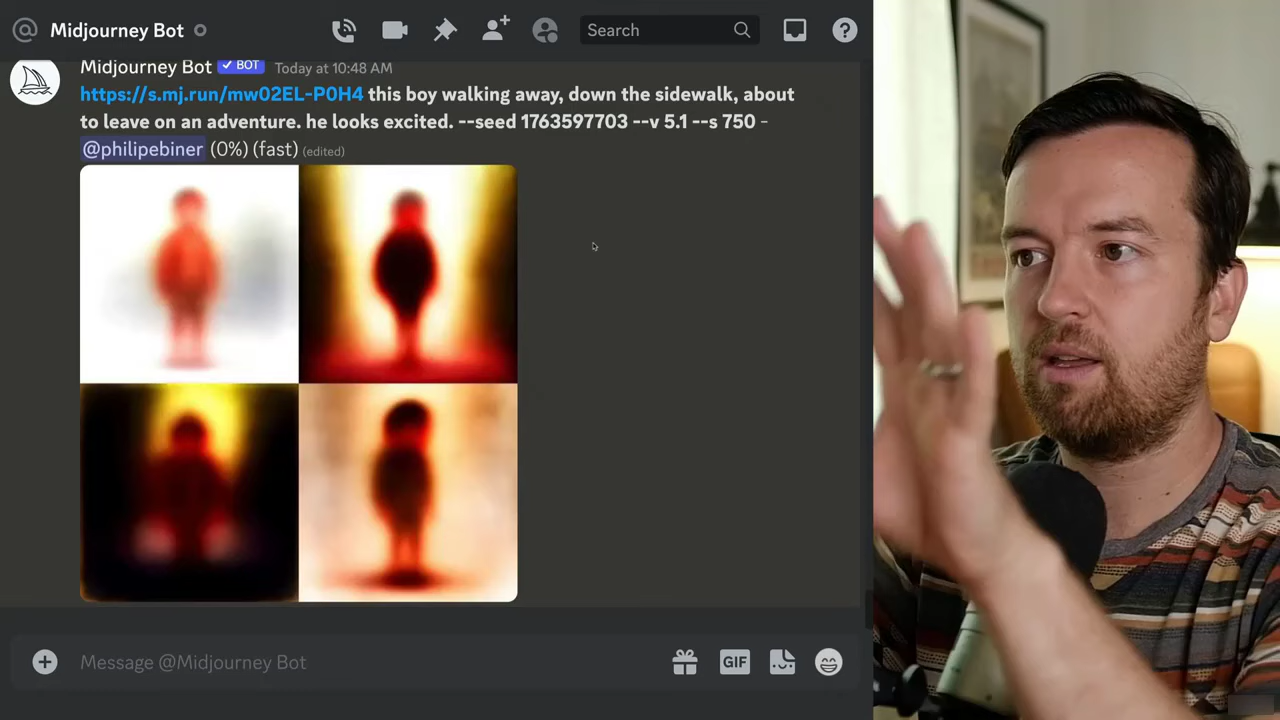 Midjourney Bot
Search
Midjourney Bot BOT Today at 10:48 AM
https://s.mj.run/mw02EL-P0H4 this boy walking away, down the sidewalk, about
to leave on an adventure. he looks excited. --seed 1763597703 --v 5.1 --s 750 -
@philipebiner (0%) (fast) (edited)
Message @Midjourney Bot
GIF